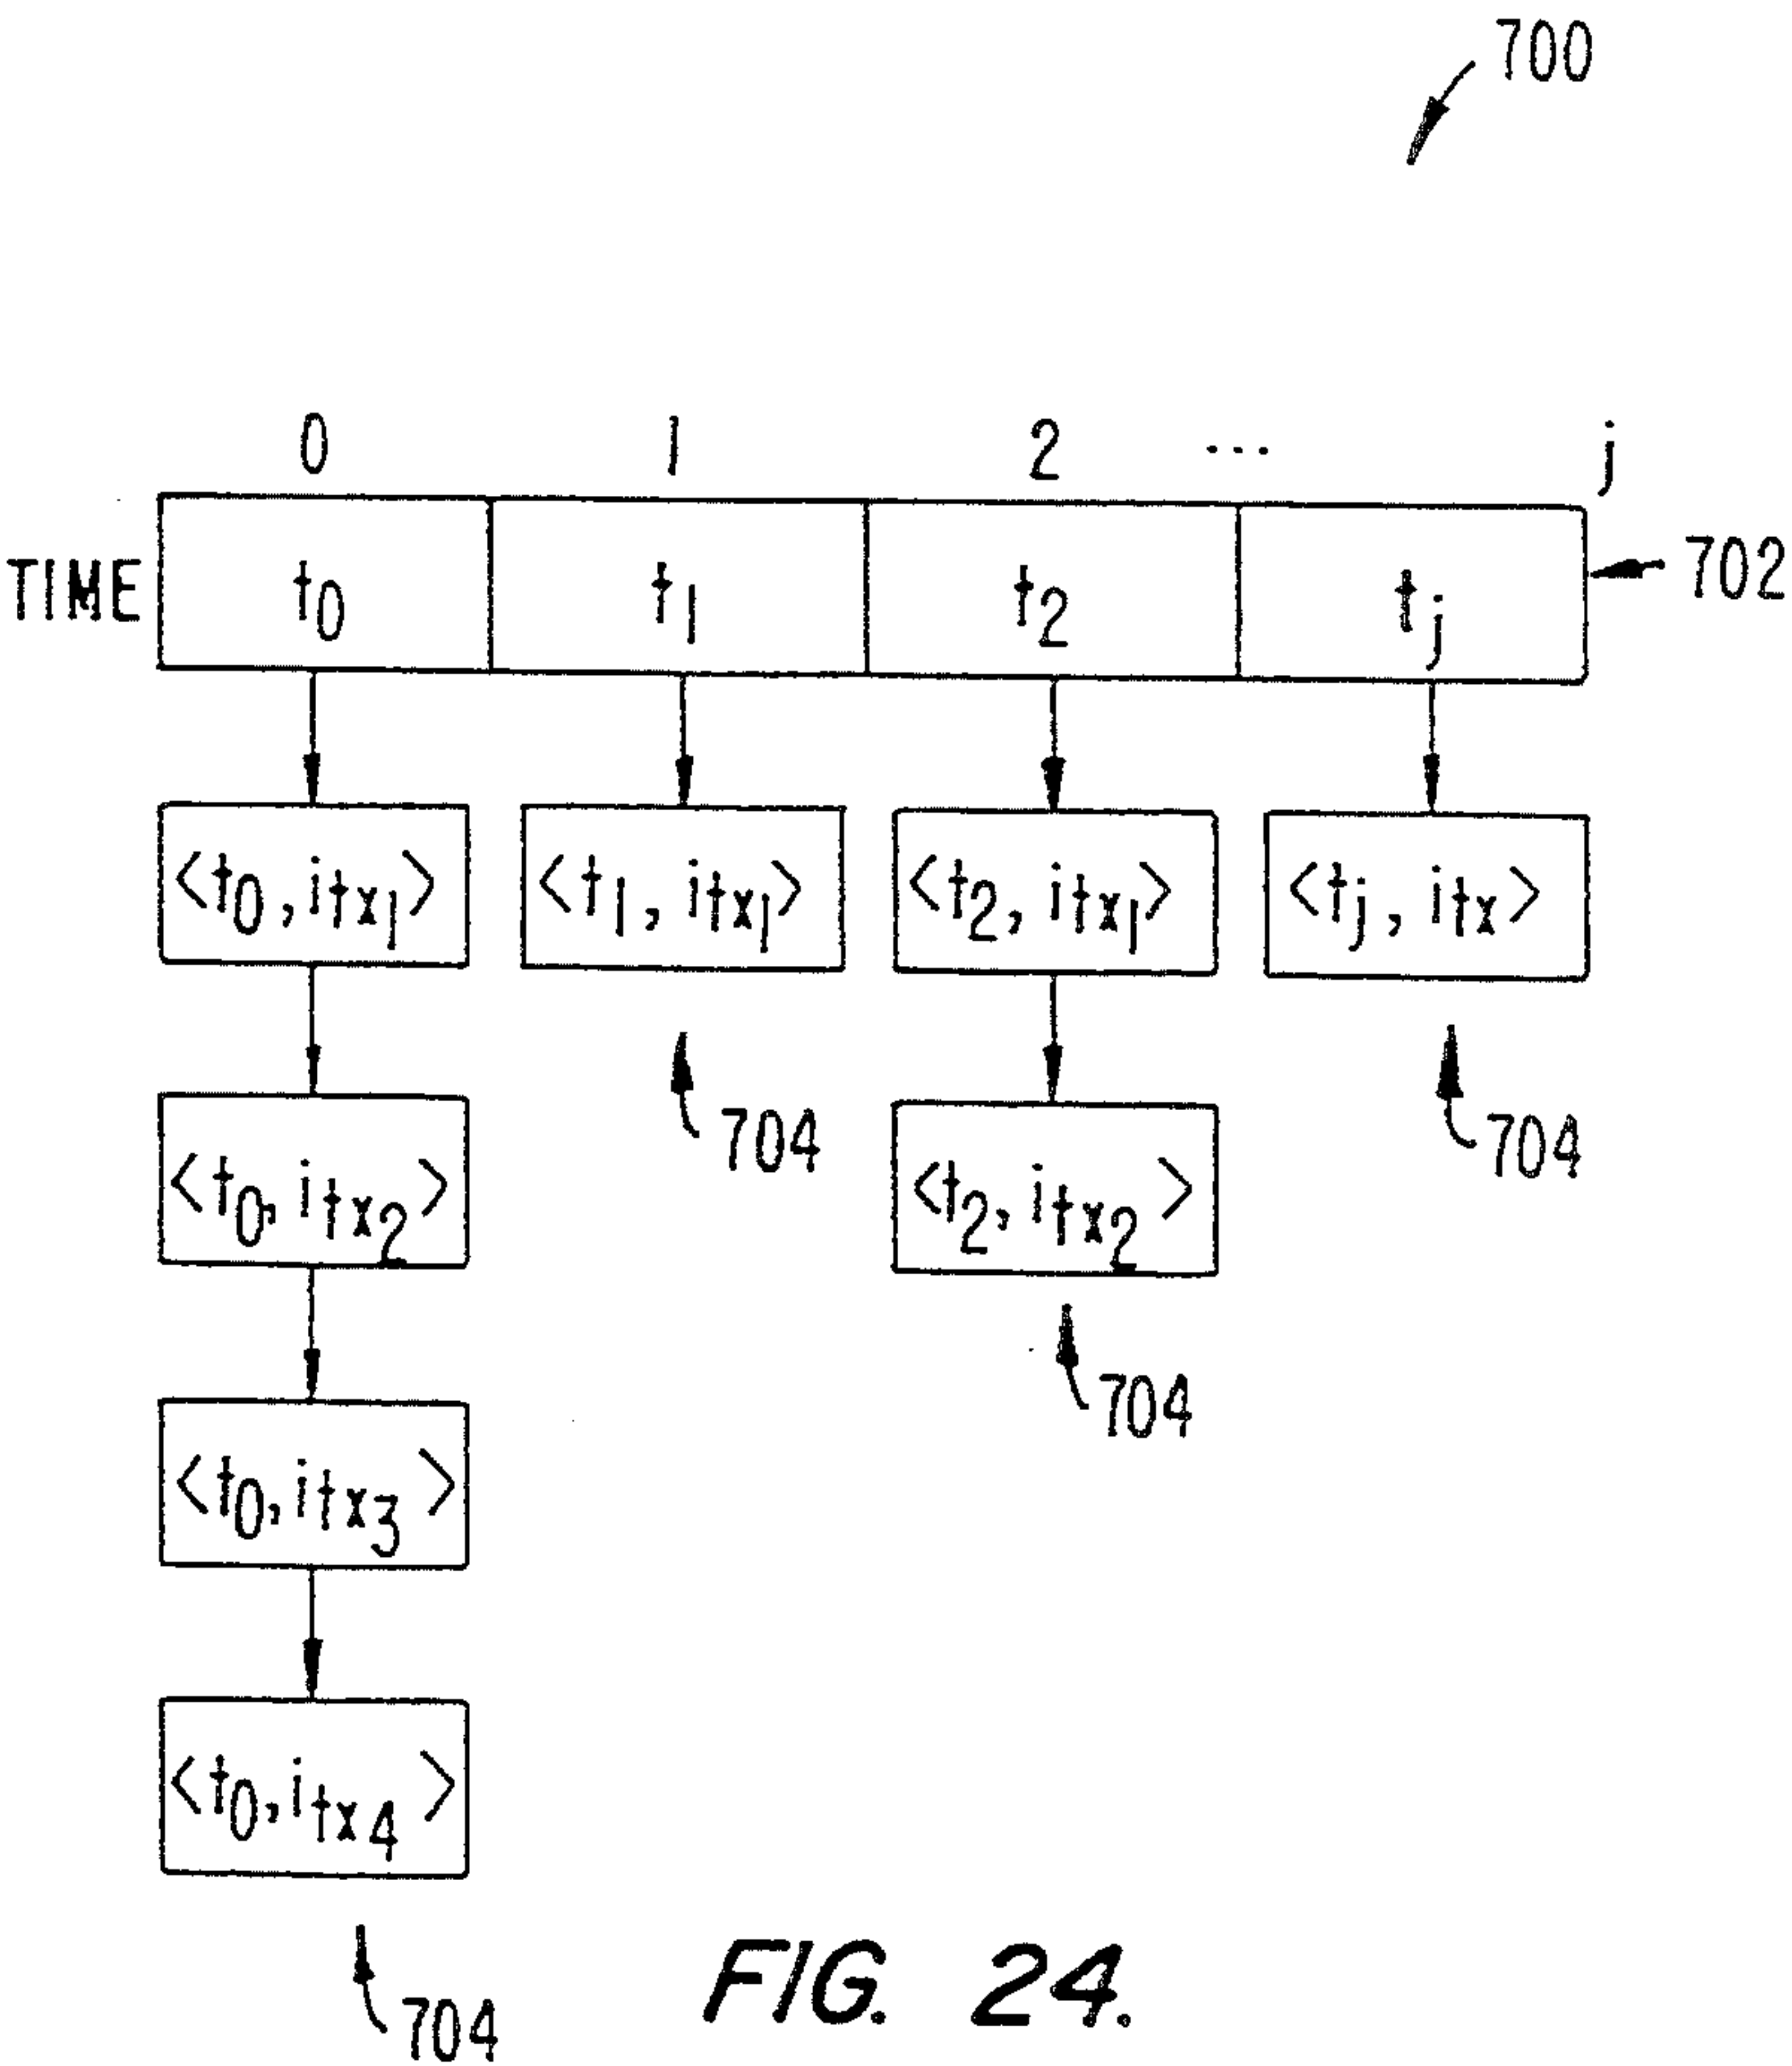 700
0 1 2 ... j
TIME t0 t1 t2 tj 702
<t0, itx1> <t1, itx1> <t2, itx1> <tj, itx>
704 704
<t0, itx2> <t2, itx2>
704
<t0, itx3>
<t0, itx4>
704
FIG. 24.